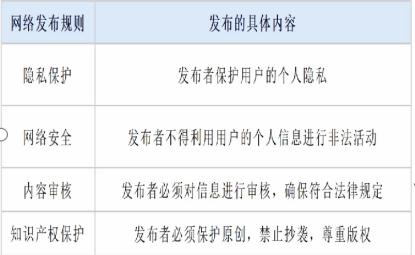 网络发布规则 发布的具体内容
隐私保护 发布者保护用户的个人隐私
网络安全 发布者不得利用用户的个人信息进行非法活动
内容审核 发布者必须对信息进行审核，确保符合法律规定
知识产权保护 发布者必须保护原创，禁止抄袭，尊重版权